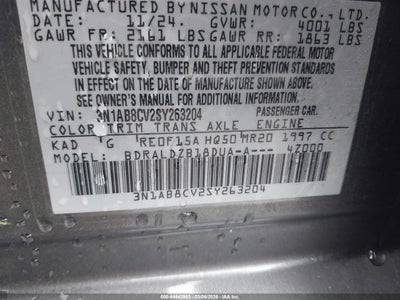 MANUFACTURED BY NISSAN MOTOR CO., LTD.
DATE: 11/24. GVWR: 4001 LBS
GAWR FR: 2161 LBS GAWR RR: 1863 LBS
THIS VEHICLE CONFORMS TO ALL APPLICABLE FEDERAL MOTOR
VEHICLE SAFETY, BUMPER AND THEFT PREVENTION STANDARDS
IN EFFECT ON THE DATE OF MANUFACTURE SHOWN ABOVE.
SEE OWNER'S MANUAL.
VIN: 3N1AB8CV2SY263204 PASSENGER CAR.
COLOR TRIM TRANS AXLE ENGINE
KAD G RE0F15A HQ50 MR20 1997 CC
MODEL: BDRALDZB18DUA-A--- 47000
3N1AB8CV2SY263204